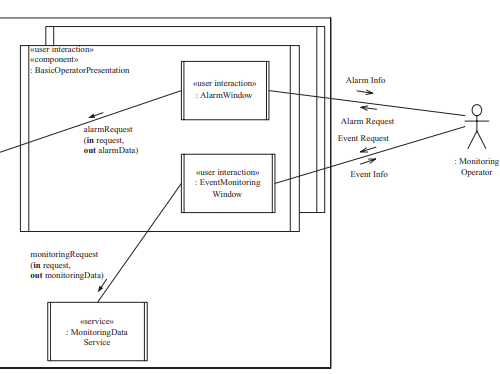 «user interaction»
«component»
: BasicOperatorPresentation
«user interaction»
: AlarmWindow
Alarm Info
Alarm Request
alarmRequest
(in request,
out alarmData)
Event Request
Event Info
: Monitoring
Operator
«user interaction»
: EventMonitoring
Window
monitoringRequest
(in request,
out monitoringData)
«service»
: MonitoringData
Service